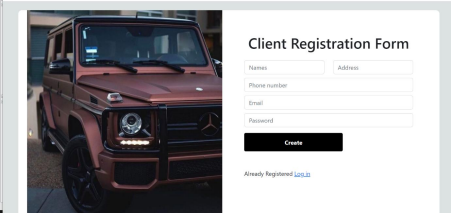 Client Registration Form
Names Address
Phone number
Email
Password
Create
Already Registered Log in